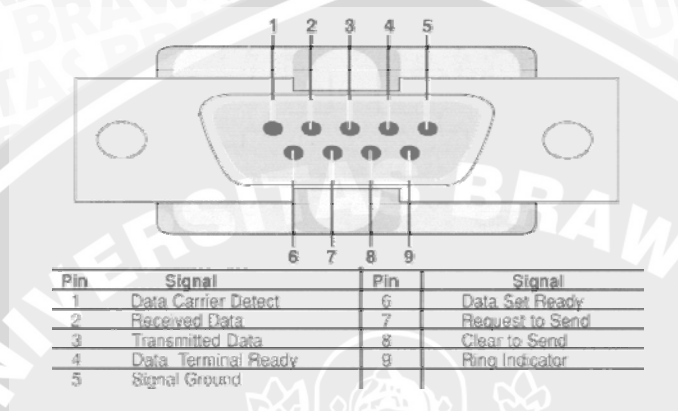 1 2 3 4 5
6 7 8 9
Pin Signal Pin Signal
1 Data Carrier Detect 6 Data Set Ready
2 Received Data 7 Request to Send
3 Transmitted Data 8 Clear to Send
4 Data Terminal Ready 9 Ring Indicator
5 Signal Ground